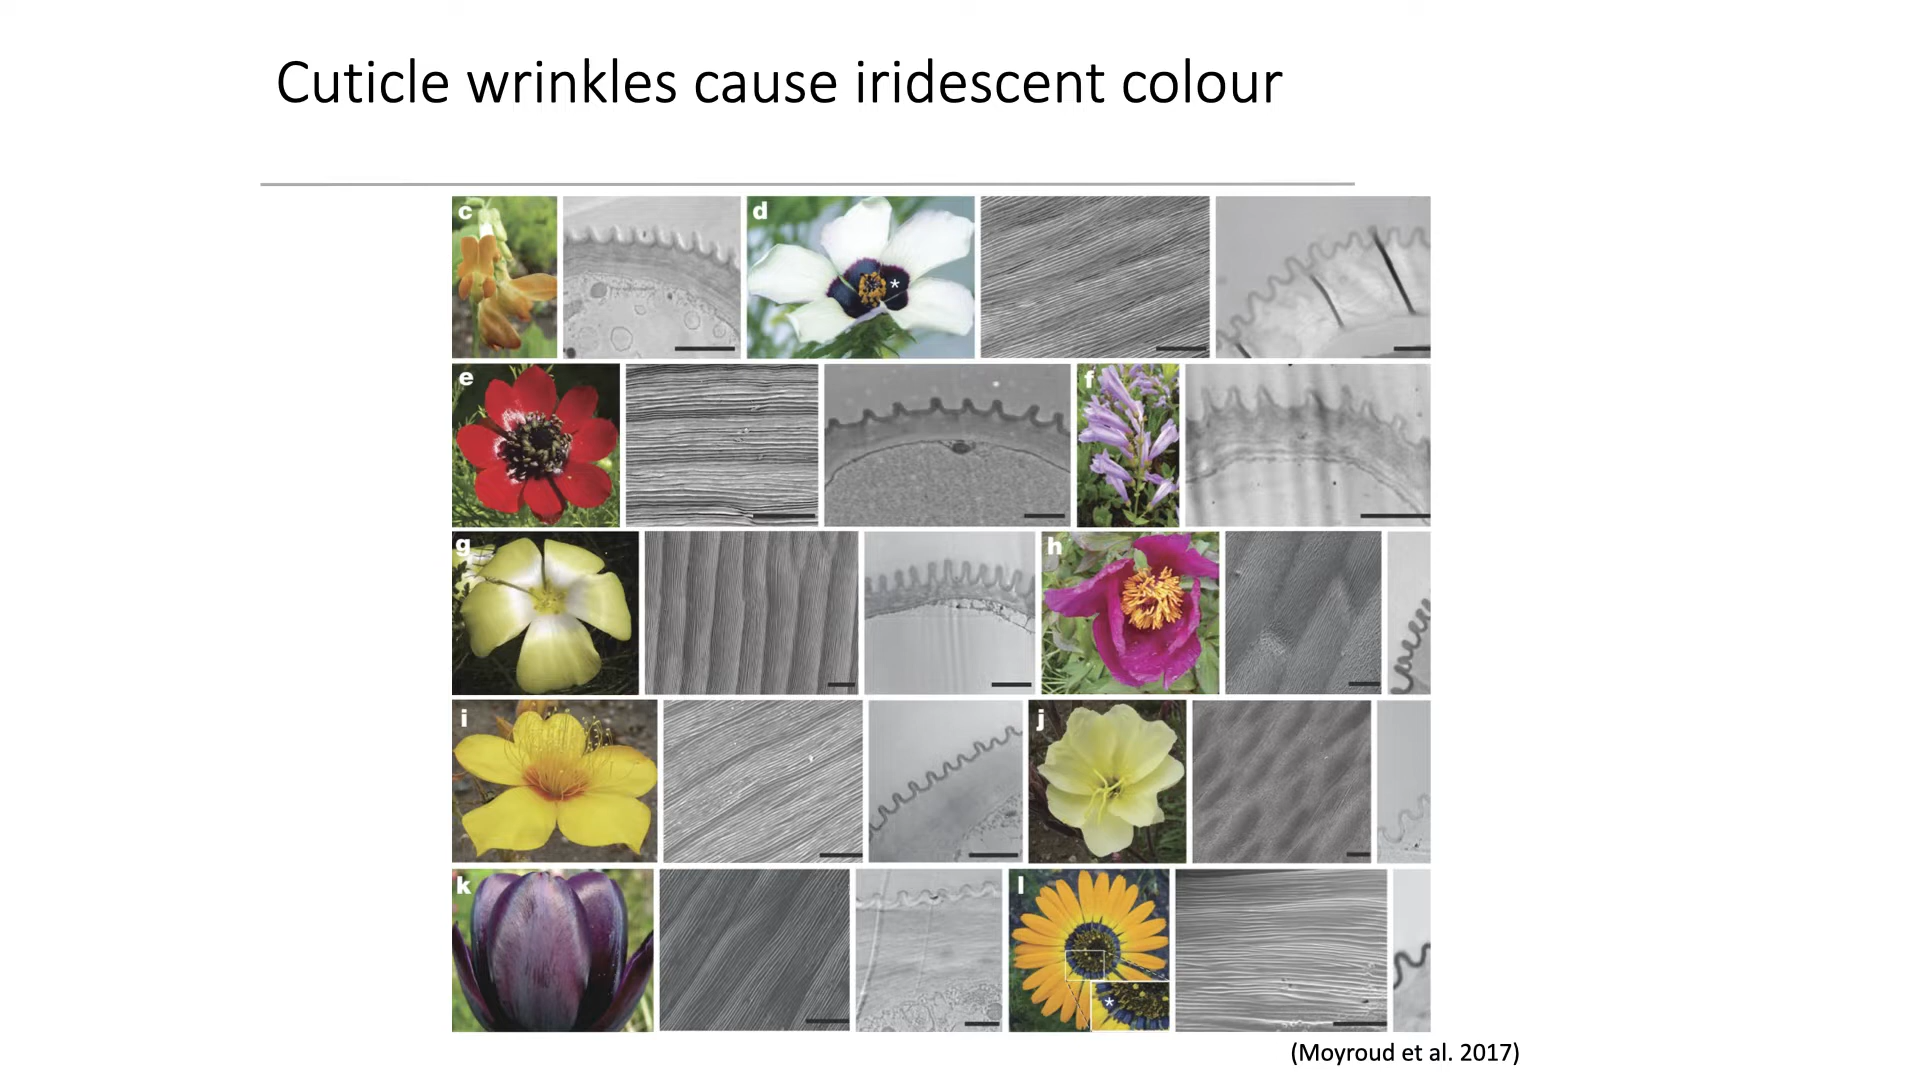 Cuticle wrinkles cause iridescent colour
c
d
*
e
f
g
h
i
j
k
l
*
(Moyroud et al. 2017)